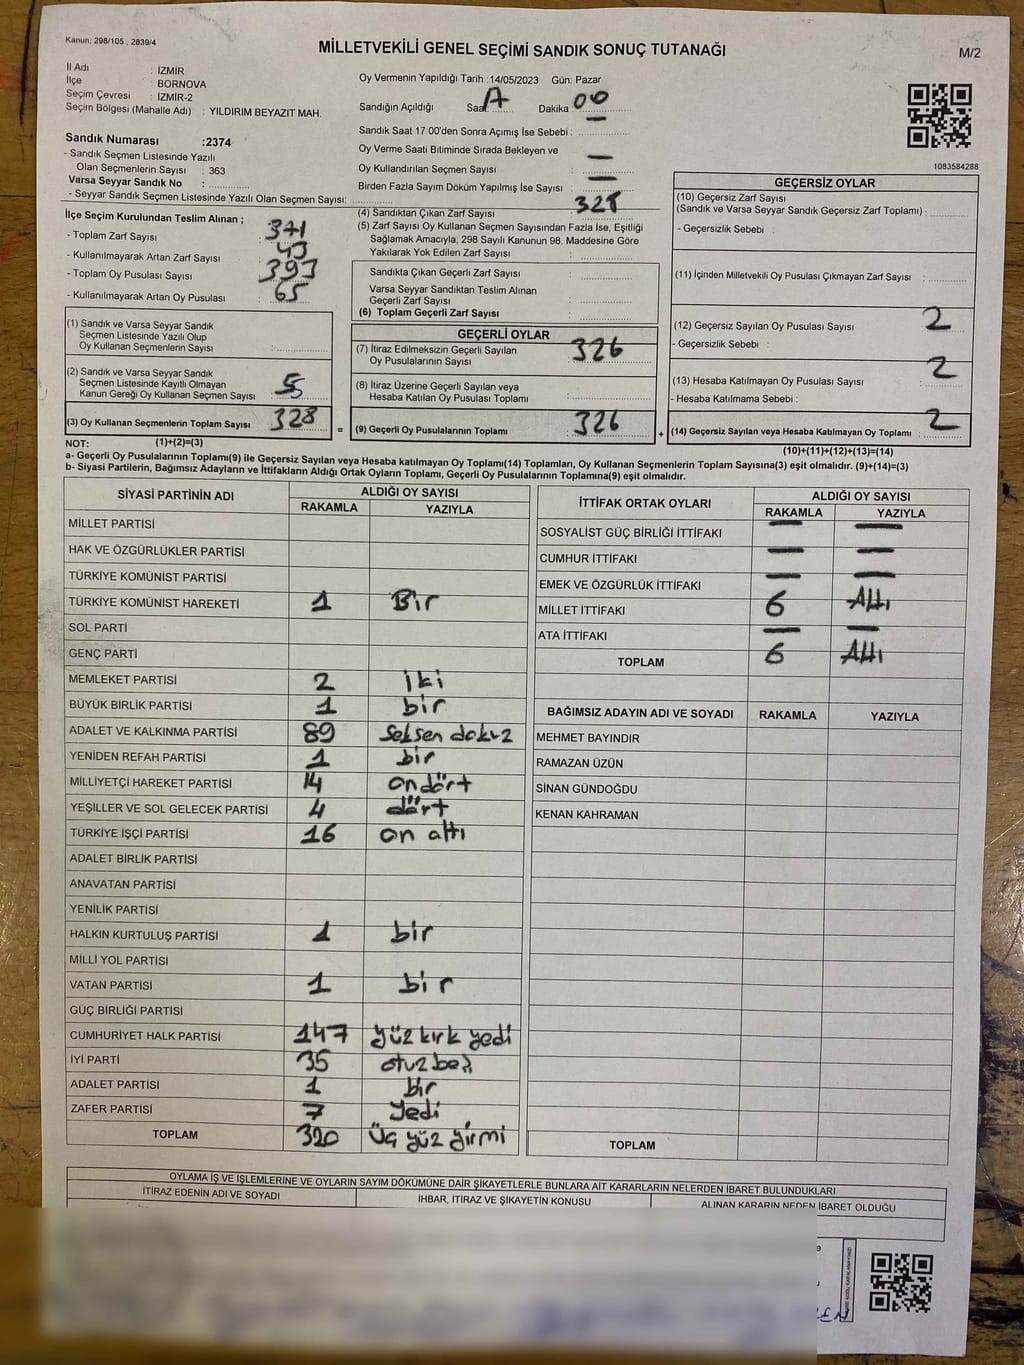 Kanun; 298/105 , 2839/4
MİLLETVEKİLİ GENEL SEÇİMİ SANDIK SONUÇ TUTANAĞI
M/2
İl Adı : İZMİR
İlçe : BORNOVA
Seçim Çevresi : İZMİR-2
Seçim Bölgesi (Mahalle Adı) : YILDIRIM BEYAZIT MAH.
Sandık Numarası :2374
- Sandık Seçmen Listesinde Yazılı
Olan Seçmenlerin Sayısı : 363
Varsa Seyyar Sandık No :
- Seyyar Sandık Seçmen Listesinde Yazılı Olan Seçmen Sayısı:
Oy Vermenin Yapıldığı Tarih :14/05/2023 Gün: Pazar
Sandığın Açıldığı Saat: Dakika : 00
Sandık Saat 17:00'den Sonra Açımış İse Sebebi :
Oy Verme Saati Bitiminde Sırada Bekleyen ve
Oy Kullandırılan Seçmen Sayısı : —
Birden Fazla Sayım Döküm Yapılmış İse Sayısı : —
1083584288
İlçe Seçim Kurulundan Teslim Alınan ;
- Toplam Zarf Sayısı : 371
- Kullanılmayarak Artan Zarf Sayısı : 43
- Toplam Oy Pusulası Sayısı : 393
- Kullanılmayarak Artan Oy Pusulası : 65
(1) Sandık ve Varsa Seyyar Sandık
Seçmen Listesinde Yazılı Olup
Oy Kullanan Seçmenlerin Sayısı :
(2) Sandık ve Varsa Seyyar Sandık
Seçmen Listesinde Kayıtlı Olmayan
Kanun Gereği Oy Kullanan Seçmen Sayısı :
(3) Oy Kullanan Seçmenlerin Toplam Sayısı : 328
(4) Sandıktan Çıkan Zarf Sayısı : 328
(5) Zarf Sayısı Oy Kullanan Seçmen Sayısından Fazla İse, Eşitliği
Sağlamak Amacıyla; 298 Sayılı Kanunun 98. Maddesine Göre
Yakılarak Yok Edilen Zarf Sayısı :
Sandıkta Çıkan Geçerli Zarf Sayısı :
Varsa Seyyar Sandıktan Teslim Alınan
Geçerli Zarf Sayısı :
(6) Toplam Geçerli Zarf Sayısı :
GEÇERLİ OYLAR
(7) İtiraz Edilmeksizin Geçerli Sayılan
Oy Pusulalarının Sayısı : 326
(8) İtiraz Üzerine Geçerli Sayılan veya
Hesaba Katılan Oy Pusulası Toplamı :
= (9) Geçerli Oy Pusulalarının Toplamı : 326
GEÇERSİZ OYLAR
(10) Geçersiz Zarf Sayısı
(Sandık ve Varsa Seyyar Sandık Geçersiz Zarf Toplamı) :
- Geçersizlik Sebebi :
(11) İçinden Milletvekili Oy Pusulası Çıkmayan Zarf Sayısı :
(12) Geçersiz Sayılan Oy Pusulası Sayısı : 2
- Geçersizlik Sebebi :
(13) Hesaba Katılmayan Oy Pusulası Sayısı : 2
- Hesaba Katılmama Sebebi :
+ (14) Geçersiz Sayılan veya Hesaba Katılmayan Oy Toplamı : 2
NOT: (1)+(2)=(3)
(10)+(11)+(12)+(13)=(14)
a- Geçerli Oy Pusulalarının Toplamı(9) ile Geçersiz Sayılan veya Hesaba katılmayan Oy Toplamı(14) Toplamları, Oy Kullanan Seçmenlerin Toplam Sayısına(3) eşit olmalıdır. (9)+(14)=(3)
b- Siyasi Partilerin, Bağımsız Adayların ve İttifakların Aldığı Ortak Oyların Toplamı, Geçerli Oy Pusulalarının Toplamına(9) eşit olmalıdır.
SİYASİ PARTİNİN ADI
ALDIĞI OY SAYISI
RAKAMLA YAZIYLA
MİLLET PARTİSİ
HAK VE ÖZGÜRLÜKLER PARTİSİ
TÜRKİYE KOMÜNİST PARTİSİ
TÜRKİYE KOMÜNİST HAREKETİ 1 Bir
SOL PARTİ
GENÇ PARTİ
MEMLEKET PARTİSİ 2 iki
BÜYÜK BİRLİK PARTİSİ 1 bir
ADALET VE KALKINMA PARTİSİ 89 Seksen dokuz
YENİDEN REFAH PARTİSİ 1 bir
MİLLİYETÇİ HAREKET PARTİSİ 14 ondört
YEŞİLLER VE SOL GELECEK PARTİSİ 4 dört
TÜRKİYE İŞÇİ PARTİSİ 16 on altı
ADALET BİRLİK PARTİSİ
ANAVATAN PARTİSİ
YENİLİK PARTİSİ
HALKIN KURTULUŞ PARTİSİ 1 bir
MİLLİ YOL PARTİSİ
VATAN PARTİSİ 1 bir
GÜÇ BİRLİĞİ PARTİSİ
CUMHURİYET HALK PARTİSİ 147 yüz kırk yedi
İYİ PARTİ 35 otuzbeş
ADALET PARTİSİ 1 bir
ZAFER PARTİSİ 7 Yedi
TOPLAM 320 Üç yüz yirmi
İTTİFAK ORTAK OYLARI
ALDIĞI OY SAYISI
RAKAMLA YAZIYLA
SOSYALİST GÜÇ BİRLİĞİ İTTİFAKI — —
CUMHUR İTTİFAKI — —
EMEK VE ÖZGÜRLÜK İTTİFAKI — —
MİLLET İTTİFAKI 6 Altı
ATA İTTİFAKI — —
TOPLAM 6 Altı
BAĞIMSIZ ADAYIN ADI VE SOYADI RAKAMLA YAZIYLA
MEHMET BAYINDIR
RAMAZAN ÜZÜN
SİNAN GÜNDOĞDU
KENAN KAHRAMAN
TOPLAM
OYLAMA İŞ VE İŞLEMLERİNE VE OYLARIN SAYIM DÖKÜMÜNE DAİR ŞİKAYETLERLE BUNLARA AİT KARARLARIN NELERDEN İBARET BULUNDUKLARI
İTİRAZ EDENİN ADI VE SOYADI
İHBAR, İTİRAZ VE ŞİKAYETİN KONUSU
ALINAN KARARIN NEDEN İBARET OLDUĞU